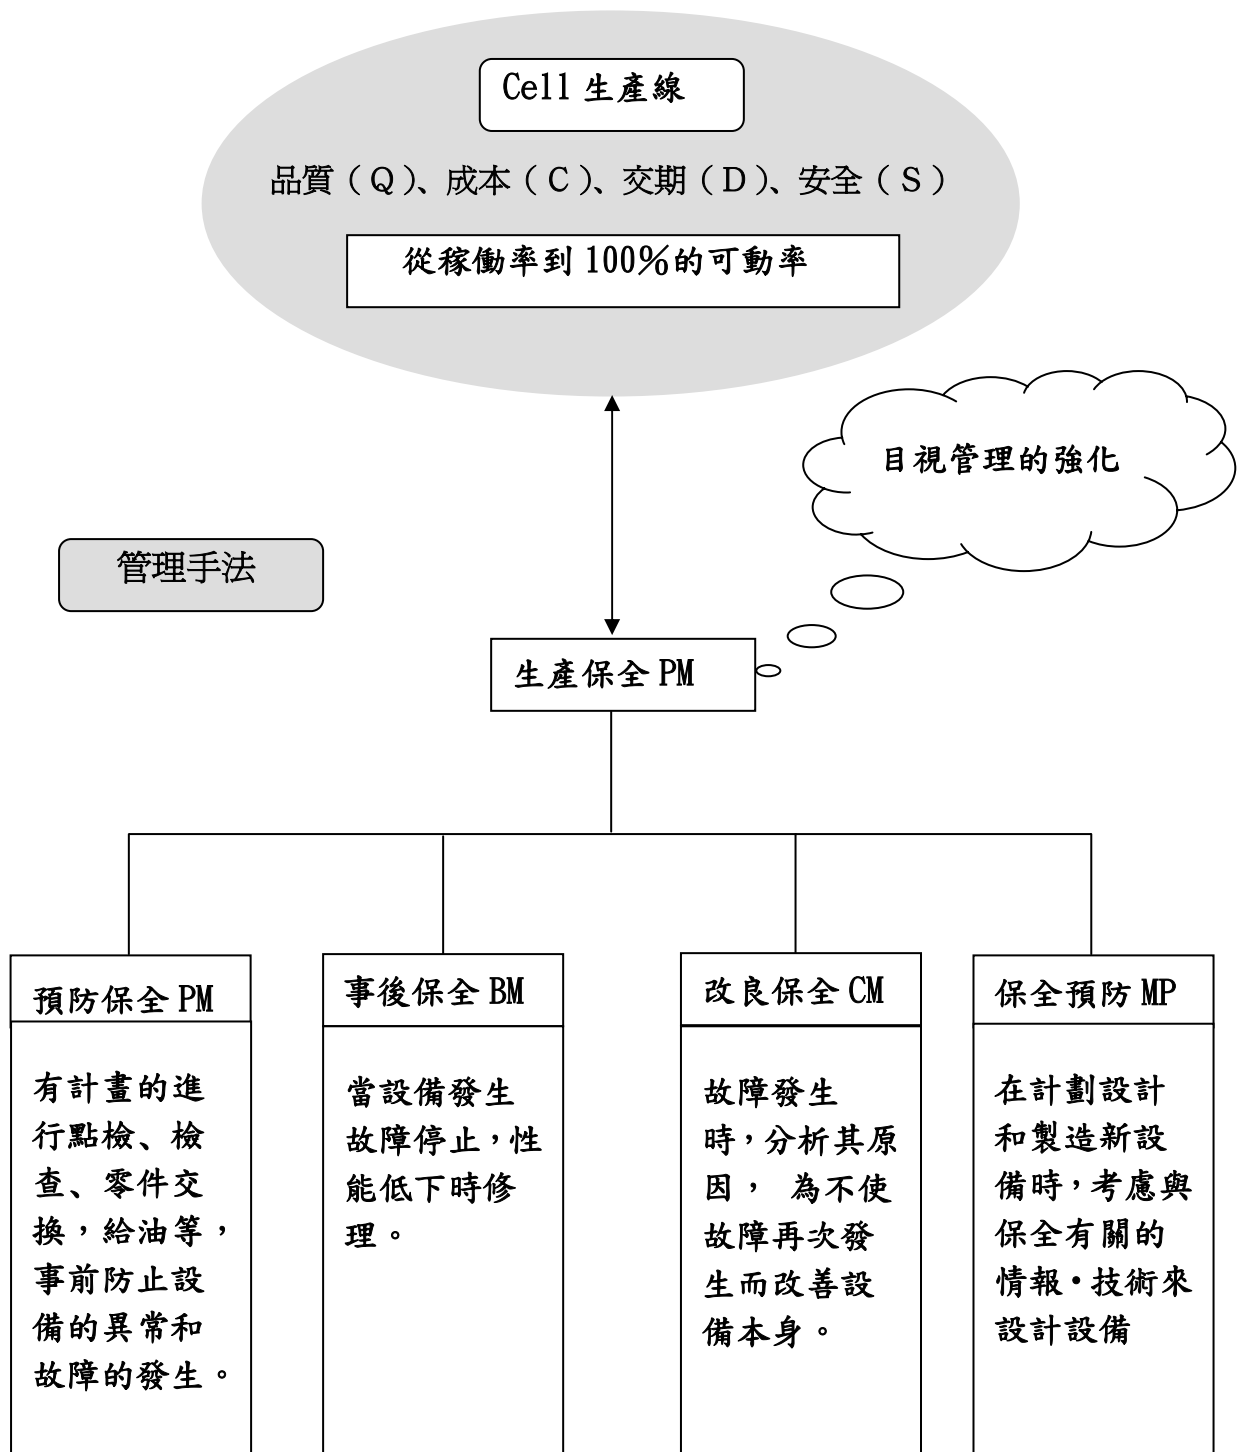 Cell 生產線
品質（Q）、成本（C）、交期（D）、安全（S）
從稼働率到 100％的可動率
目視管理的強化
管理手法
生產保全 PM
預防保全 PM
有計畫的進
行點檢、檢
查、零件交
換，給油等，
事前防止設
備的異常和
故障的發生。
事後保全 BM
當設備發生
故障停止，性
能低下時修
理。
改良保全 CM
故障發生
時，分析其原
因， 為不使
故障再次發
生而改善設
備本身。
保全預防 MP
在計劃設計
和製造新設
備時，考慮與
保全有關的
情報・技術來
設計設備